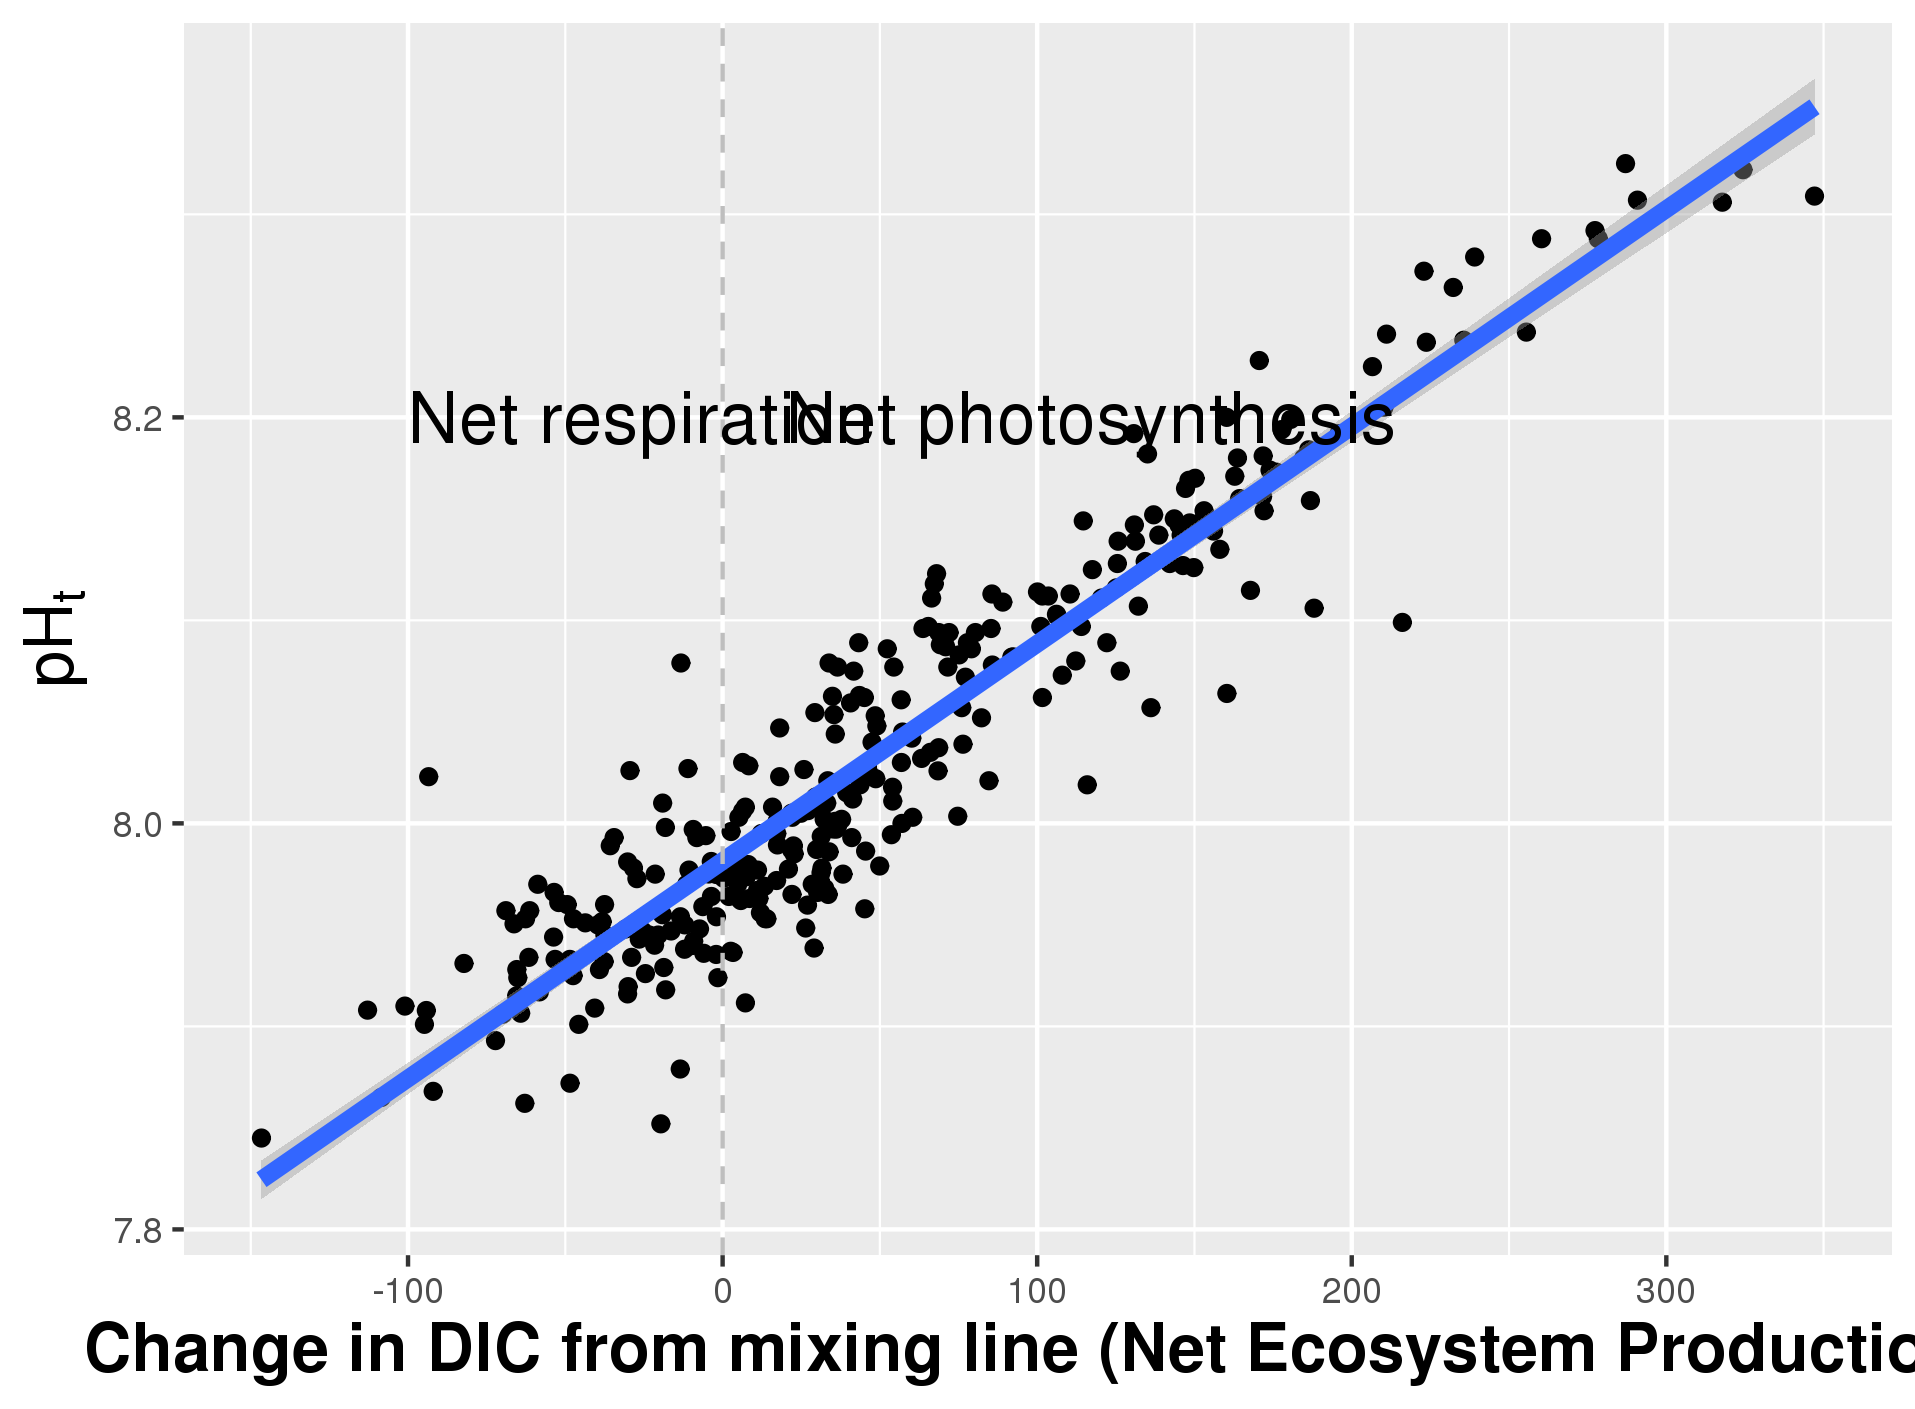 pHt
8.2
8.0
7.8
Net respiration
Net photosynthesis
-100 0 100 200 300
Change in DIC from mixing line (Net Ecosystem Productio